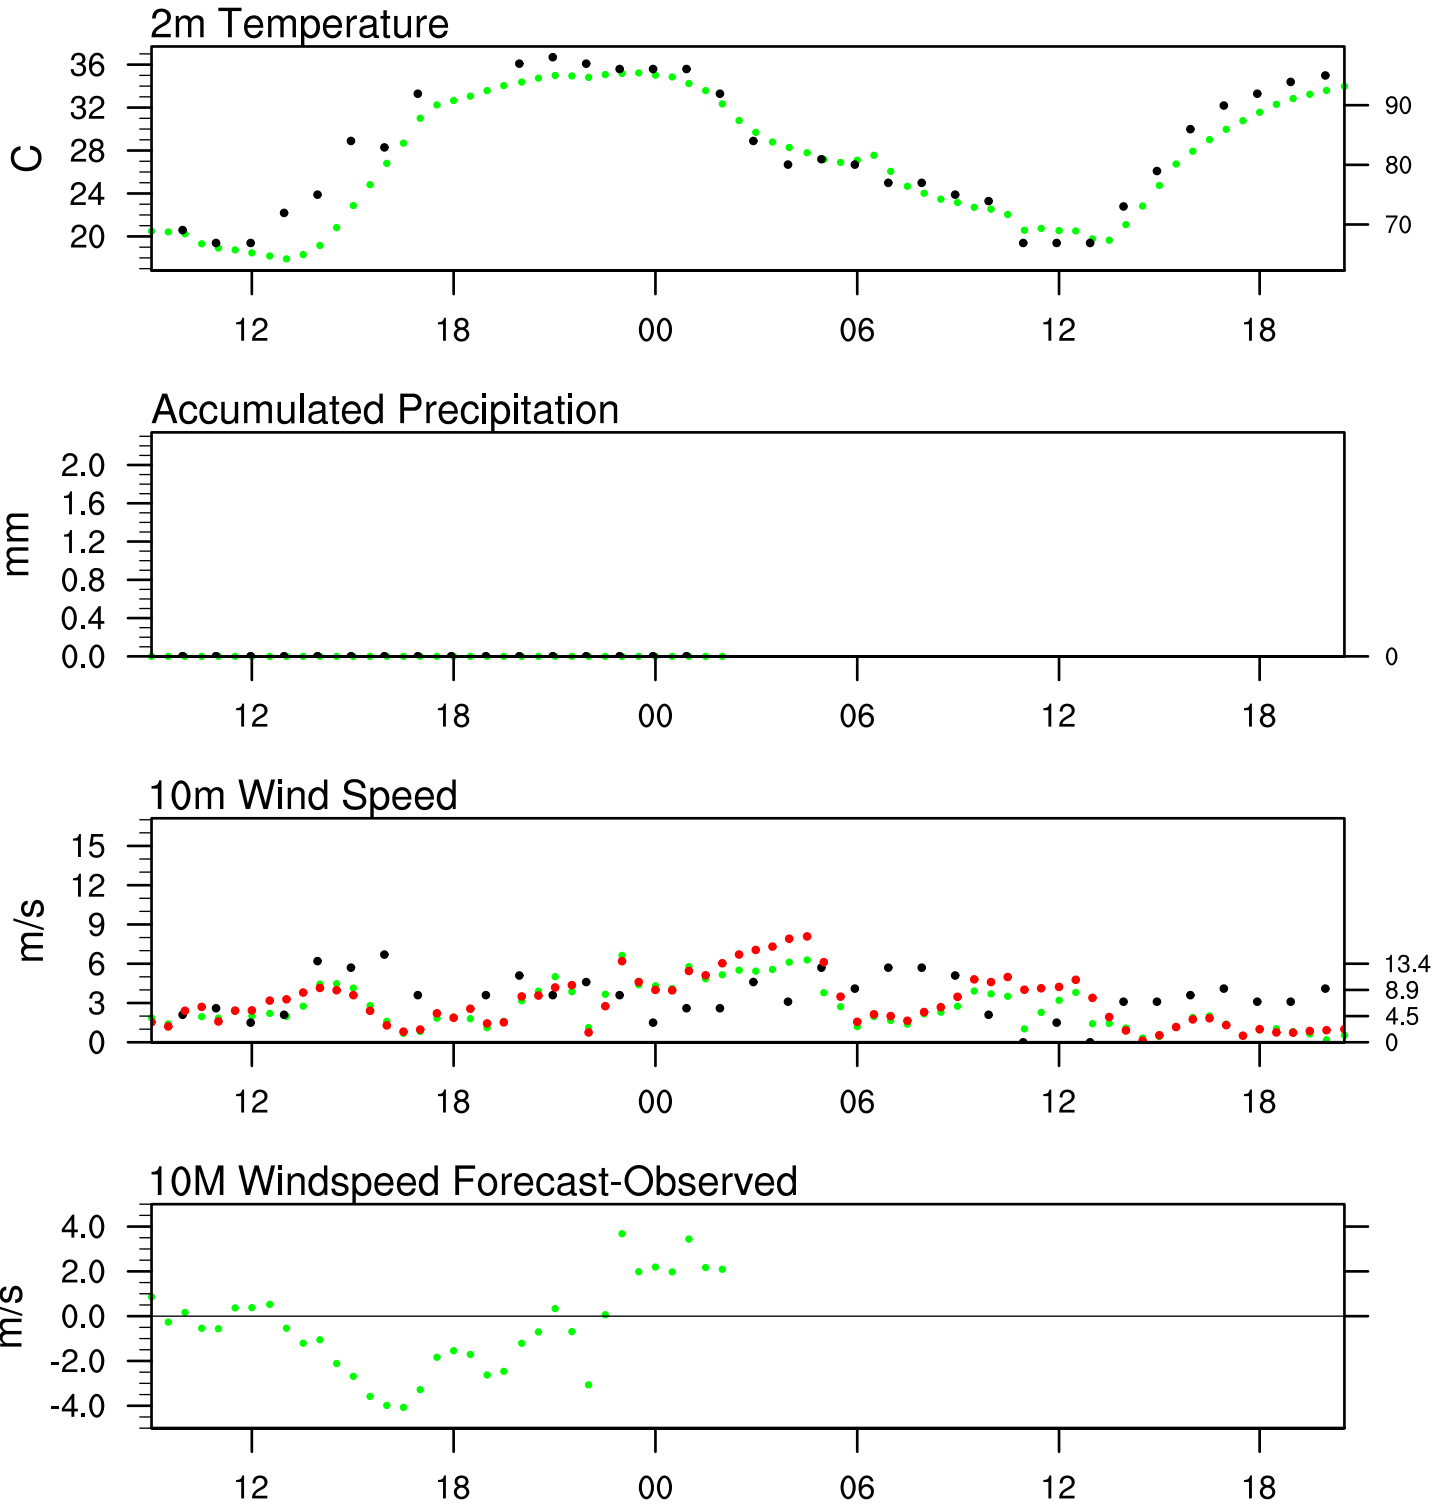 2m Temperature
36
32
28
24
20
C
90
80
70
12 18 00 06 12 18
Accumulated Precipitation
2.0
1.6
1.2
0.8
0.4
0.0
mm
0
12 18 00 06 12 18
10m Wind Speed
15
12
9
6
3
0
m/s
13.4
8.9
4.5
0
12 18 00 06 12 18
10M Windspeed Forecast-Observed
4.0
2.0
0.0
-2.0
-4.0
m/s
12 18 00 06 12 18